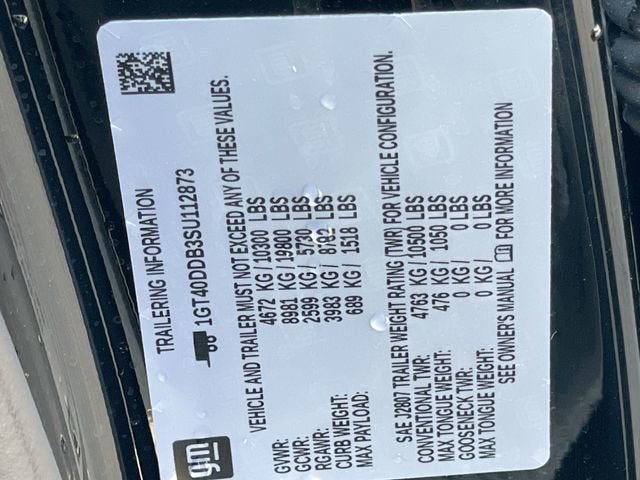 gm
TRAILERING INFORMATION
1GT40DDB3SU112873
VEHICLE AND TRAILER MUST NOT EXCEED ANY OF THESE VALUES.
GVWR: 4672 KG / 10300 LBS
GCWR: 8981 KG / 19800 LBS
RGAWR: 2599 KG / 5730 LBS
CURB WEIGHT: 3983 KG / 8782 LBS
MAX PAYLOAD: 689 KG / 1518 LBS
SAE J2807 TRAILER WEIGHT RATING (TWR) FOR VEHICLE CONFIGURATION.
CONVENTIONAL TWR: 4763 KG / 10500 LBS
MAX TONGUE WEIGHT: 476 KG / 1050 LBS
GOOSENECK TWR: 0 KG / 0 LBS
MAX TONGUE WEIGHT: 0 KG / 0 LBS
SEE OWNER'S MANUAL FOR MORE INFORMATION